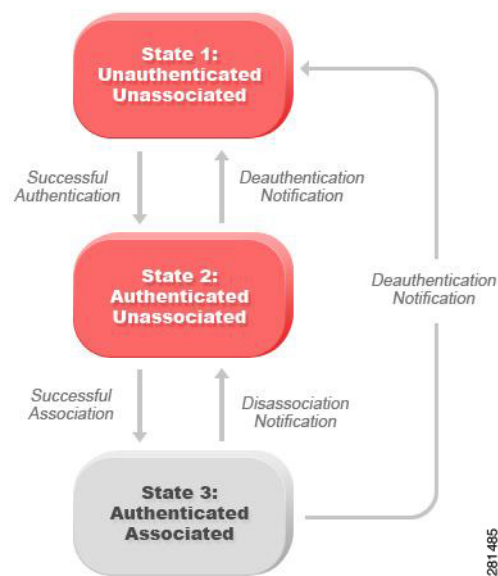 State 1:
Unauthenticated
Unassociated
Successful
Authentication
Deauthentication
Notification
State 2:
Authenticated
Unassociated
Deauthentication
Notification
Successful
Association
Disassociation
Notification
State 3:
Authenticated
Associated
281485